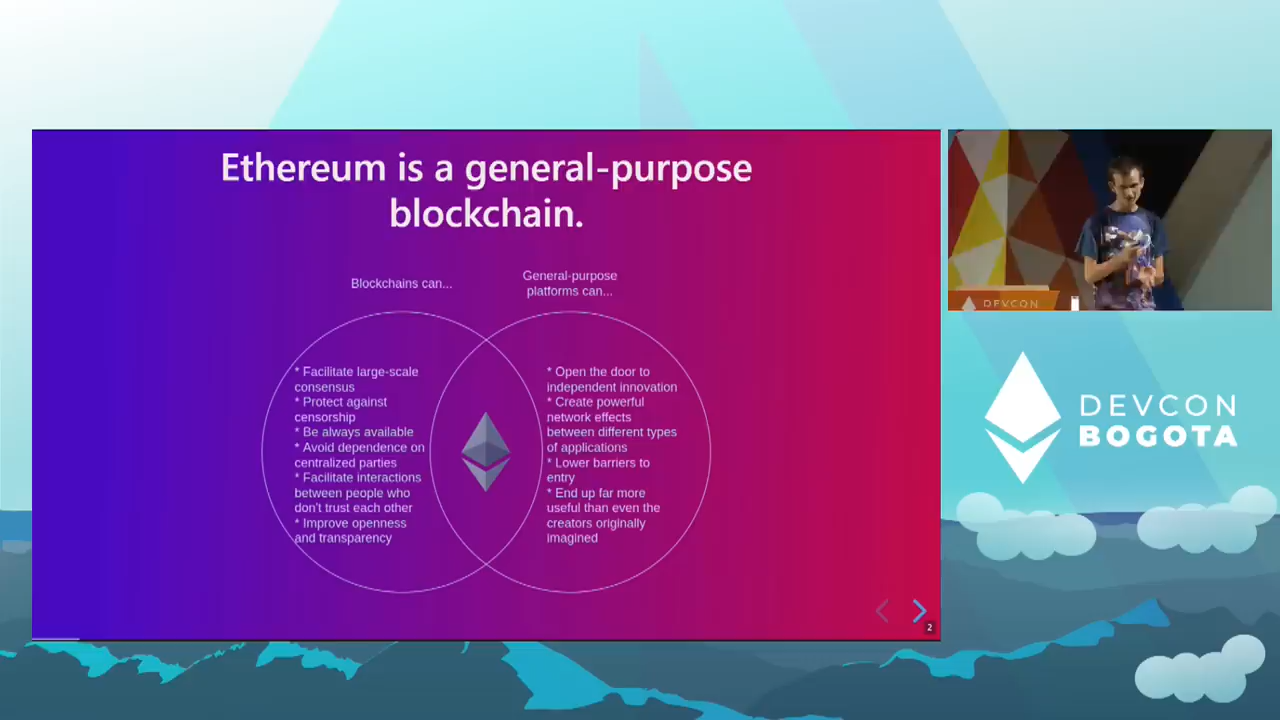 Ethereum is a general-purpose
blockchain.
Blockchains can...
General-purpose
platforms can...
* Facilitate large-scale
consensus
* Protect against
censorship
* Be always available
* Avoid dependence on
centralized parties
* Facilitate interactions
between people who
don't trust each other
* Improve openness
and transparency
* Open the door to
independent innovation
* Create powerful
network effects
between different types
of applications
* Lower barriers to
entry
* End up far more
useful than even the
creators originally
imagined
2
DEVCON
DEVCON
BOGOTA